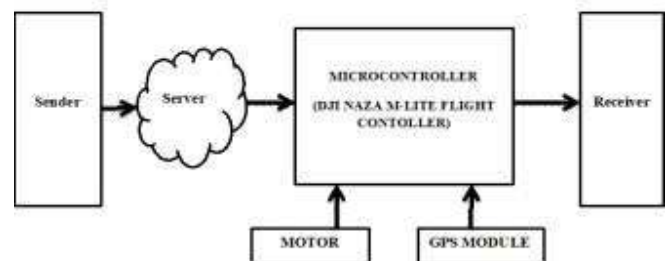 Sender
Server
MICROCONTROLLER
(DJI NAZA M-LITE FLIGHT
CONTOLLER)
Receiver
MOTOR
GPS MODULE